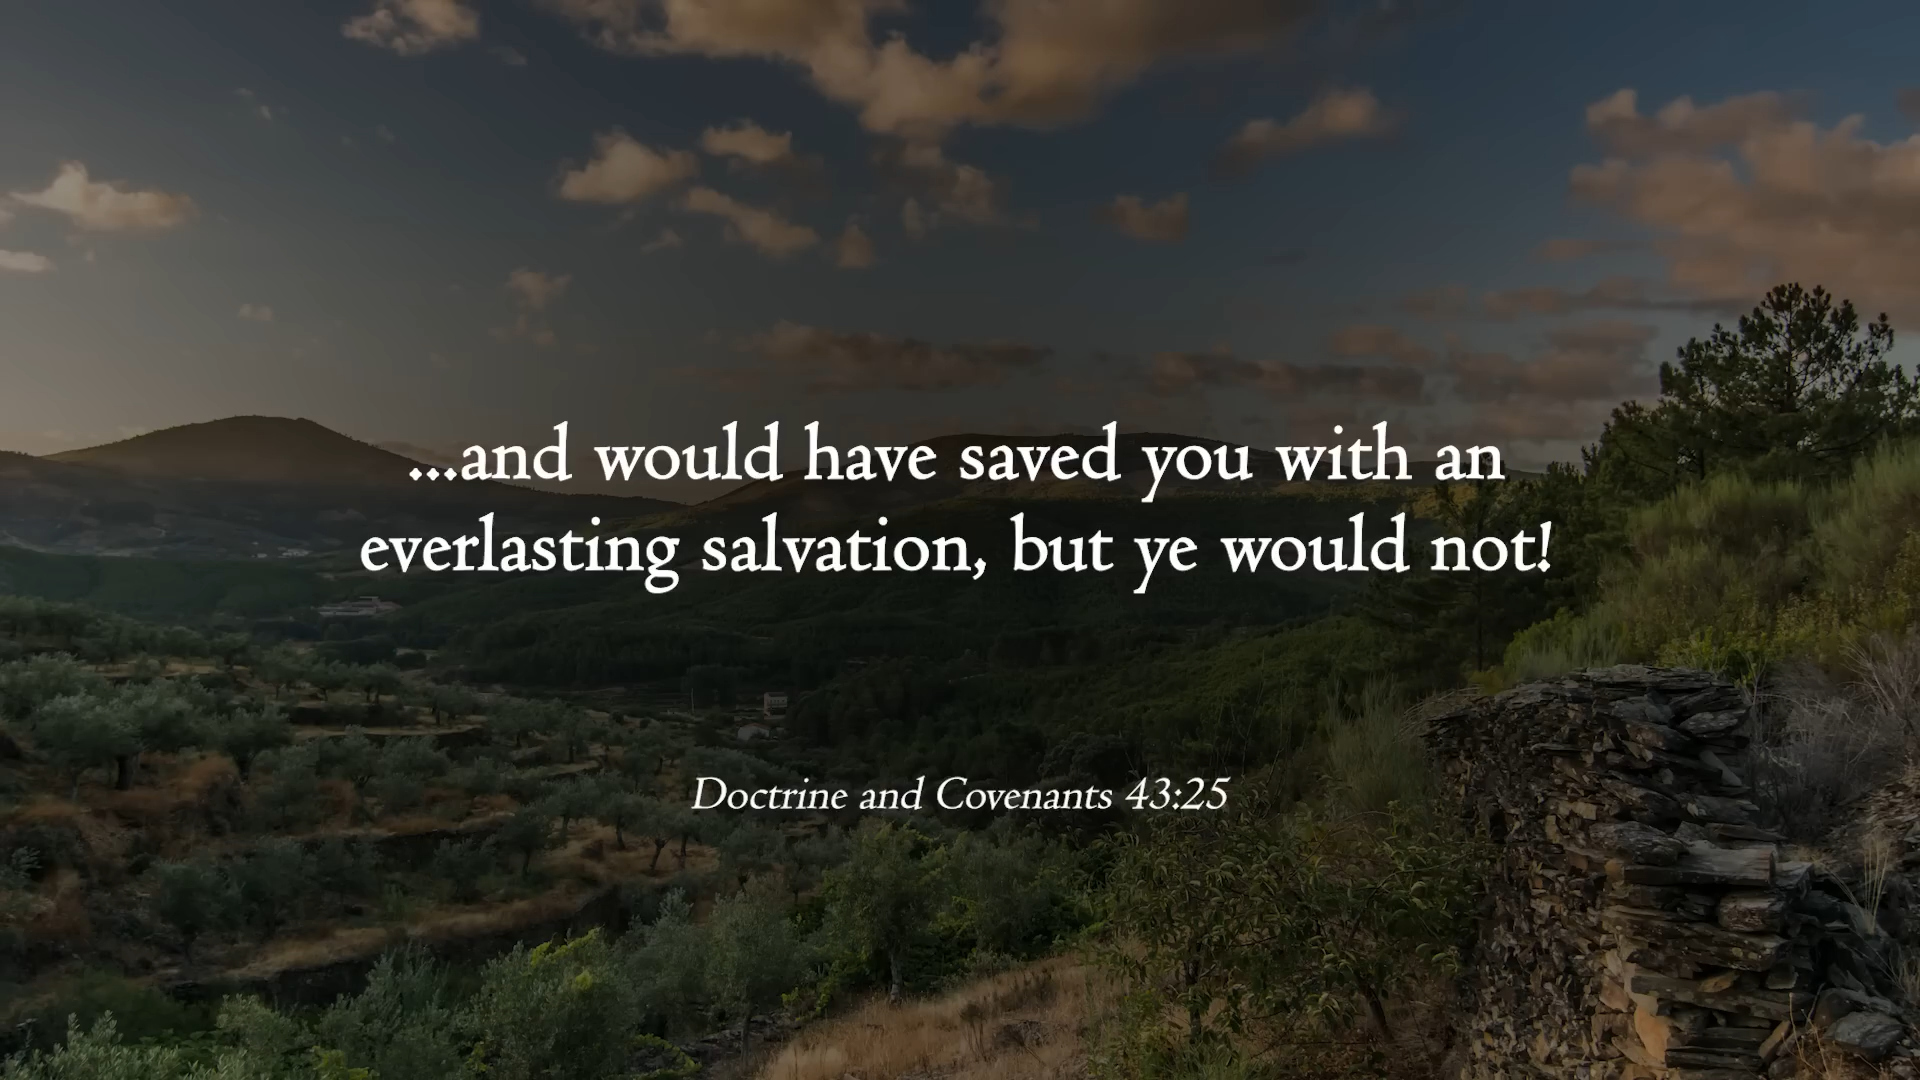 ...and would have saved you with an
everlasting salvation, but ye would not!
Doctrine and Covenants 43:25